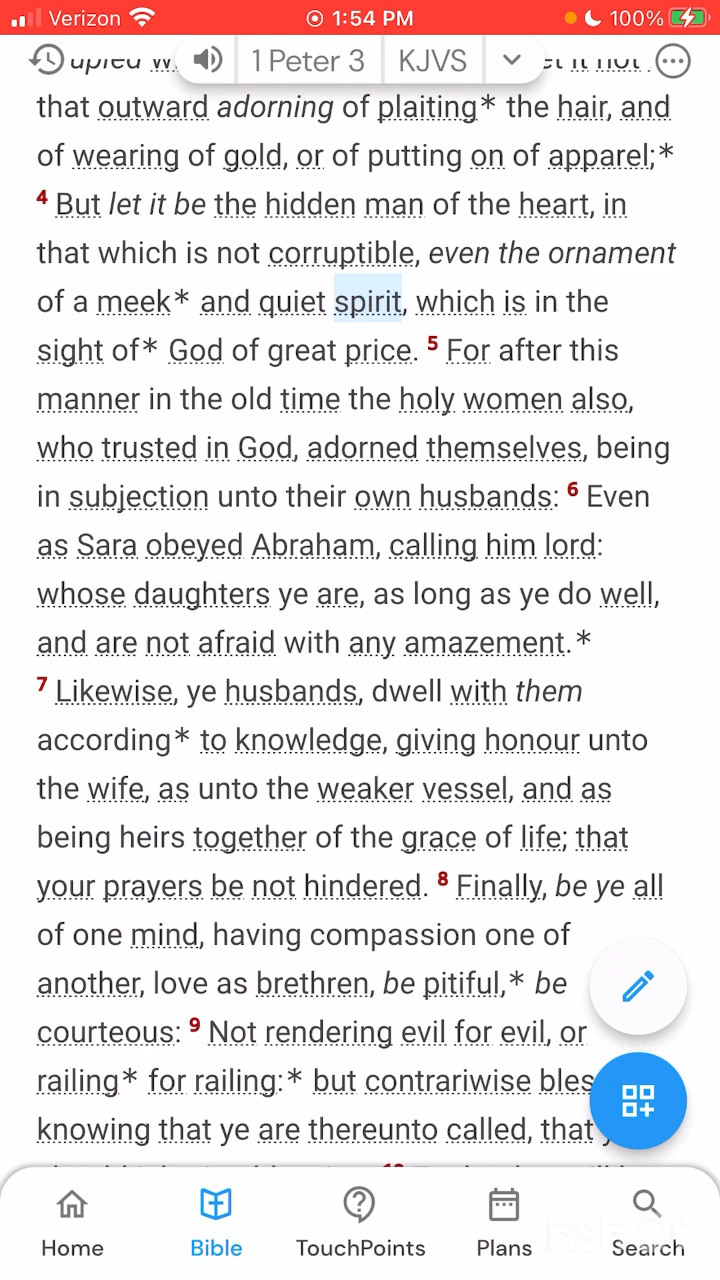 Verizon 1:54 PM 100%
1 Peter 3 KJVS
that outward adorning of plaiting* the hair, and
of wearing of gold, or of putting on of apparel;*
4 But let it be the hidden man of the heart, in
that which is not corruptible, even the ornament
of a meek* and quiet spirit, which is in the
sight of* God of great price. 5 For after this
manner in the old time the holy women also,
who trusted in God, adorned themselves, being
in subjection unto their own husbands: 6 Even
as Sara obeyed Abraham, calling him lord:
whose daughters ye are, as long as ye do well,
and are not afraid with any amazement.*
7 Likewise, ye husbands, dwell with them
according* to knowledge, giving honour unto
the wife, as unto the weaker vessel, and as
being heirs together of the grace of life; that
your prayers be not hindered. 8 Finally, be ye all
of one mind, having compassion one of
another, love as brethren, be pitiful,* be
courteous: 9 Not rendering evil for evil, or
railing* for railing:* but contrariwise bles
knowing that ye are thereunto called, that
Home Bible TouchPoints Plans Search